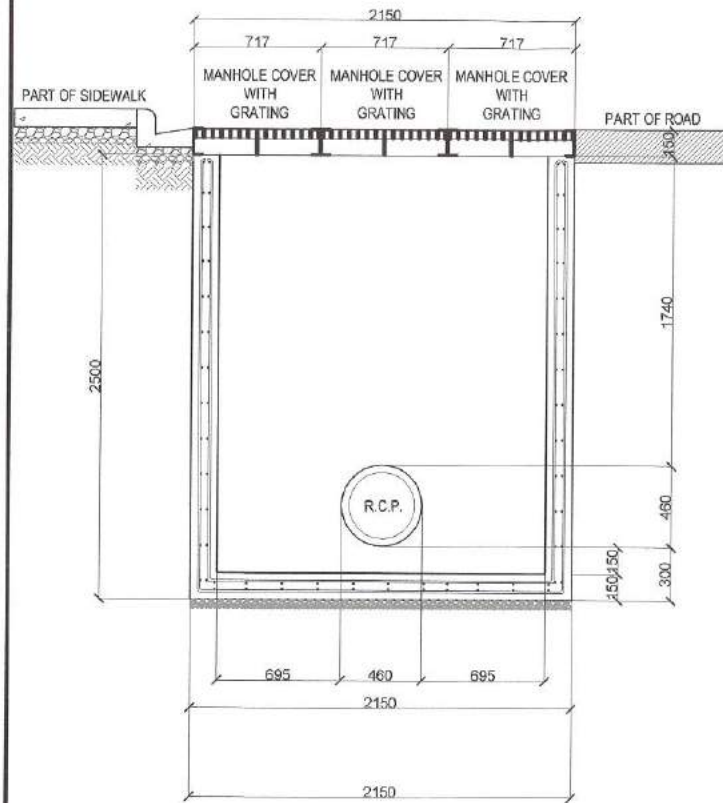 2150
717 717 717
MANHOLE COVER WITH GRATING
MANHOLE COVER WITH GRATING
MANHOLE COVER WITH GRATING
PART OF SIDEWALK
PART OF ROAD
150
2500
1740
R.C.P.
460
150
150
300
695 460 695
2150
2150